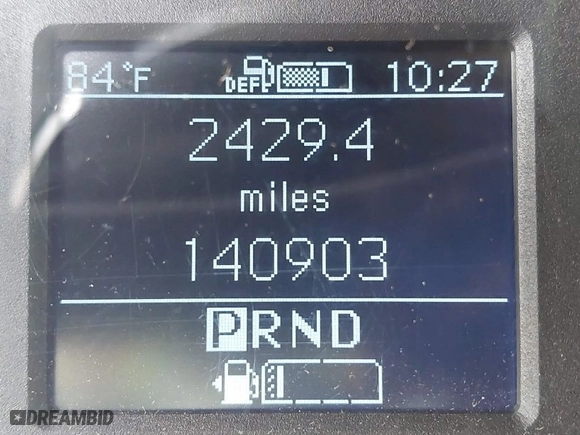 84°F DEF 10:27
2429.4
miles
140903
PRND
DREAMBID